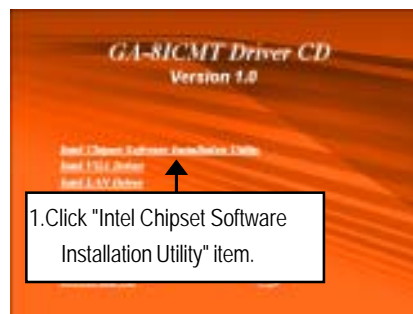 GA-8ICMT Driver CD
Version 1.0
Intel Chipset Software Installation Utility
Intel VGA Driver
Intel LAN Driver
1.Click "Intel Chipset Software
Installation Utility" item.